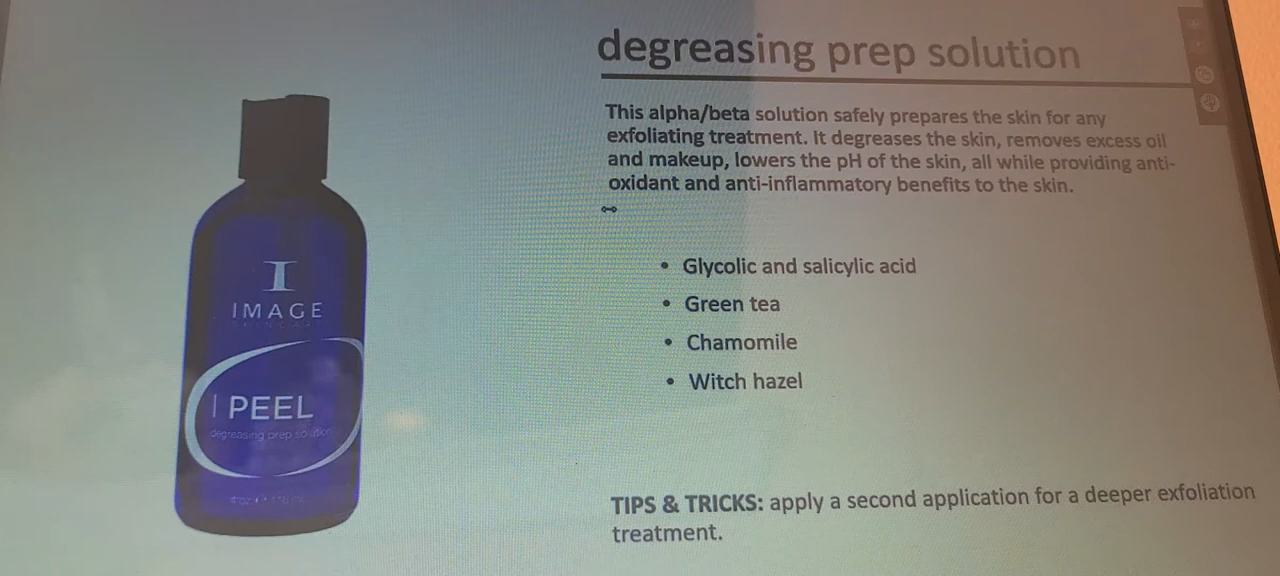 degreasing prep solution
This alpha/beta solution safely prepares the skin for any
exfoliating treatment. It degreases the skin, removes excess oil
and makeup, lowers the pH of the skin, all while providing anti-
oxidant and anti-inflammatory benefits to the skin.
• Glycolic and salicylic acid
• Green tea
• Chamomile
• Witch hazel
TIPS & TRICKS: apply a second application for a deeper exfoliation
treatment.
I
IMAGE
SKINCARE
I PEEL
degreasing prep solution